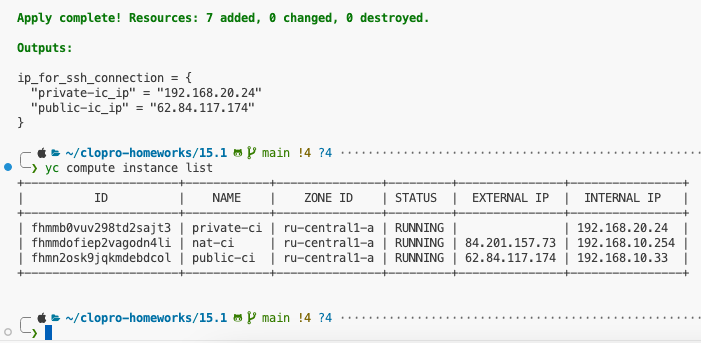 Apply complete! Resources: 7 added, 0 changed, 0 destroyed.
Outputs:
ip_for_ssh_connection = {
"private-ic_ip" = "192.168.20.24"
"public-ic_ip" = "62.84.117.174"
}
~/clopro-homeworks/15.1 main !4 ?4
❯ yc compute instance list
| ID | NAME | ZONE ID | STATUS | EXTERNAL IP | INTERNAL IP |
| fhmmb0vuv298td2sajt3 | private-ci | ru-central1-a | RUNNING | | 192.168.20.24 |
| fhmmdofiep2vagodn4li | nat-ci | ru-central1-a | RUNNING | 84.201.157.73 | 192.168.10.254 |
| fhmn2osk9jqkmdebdcol | public-ci | ru-central1-a | RUNNING | 62.84.117.174 | 192.168.10.33 |
~/clopro-homeworks/15.1 main !4 ?4
❯